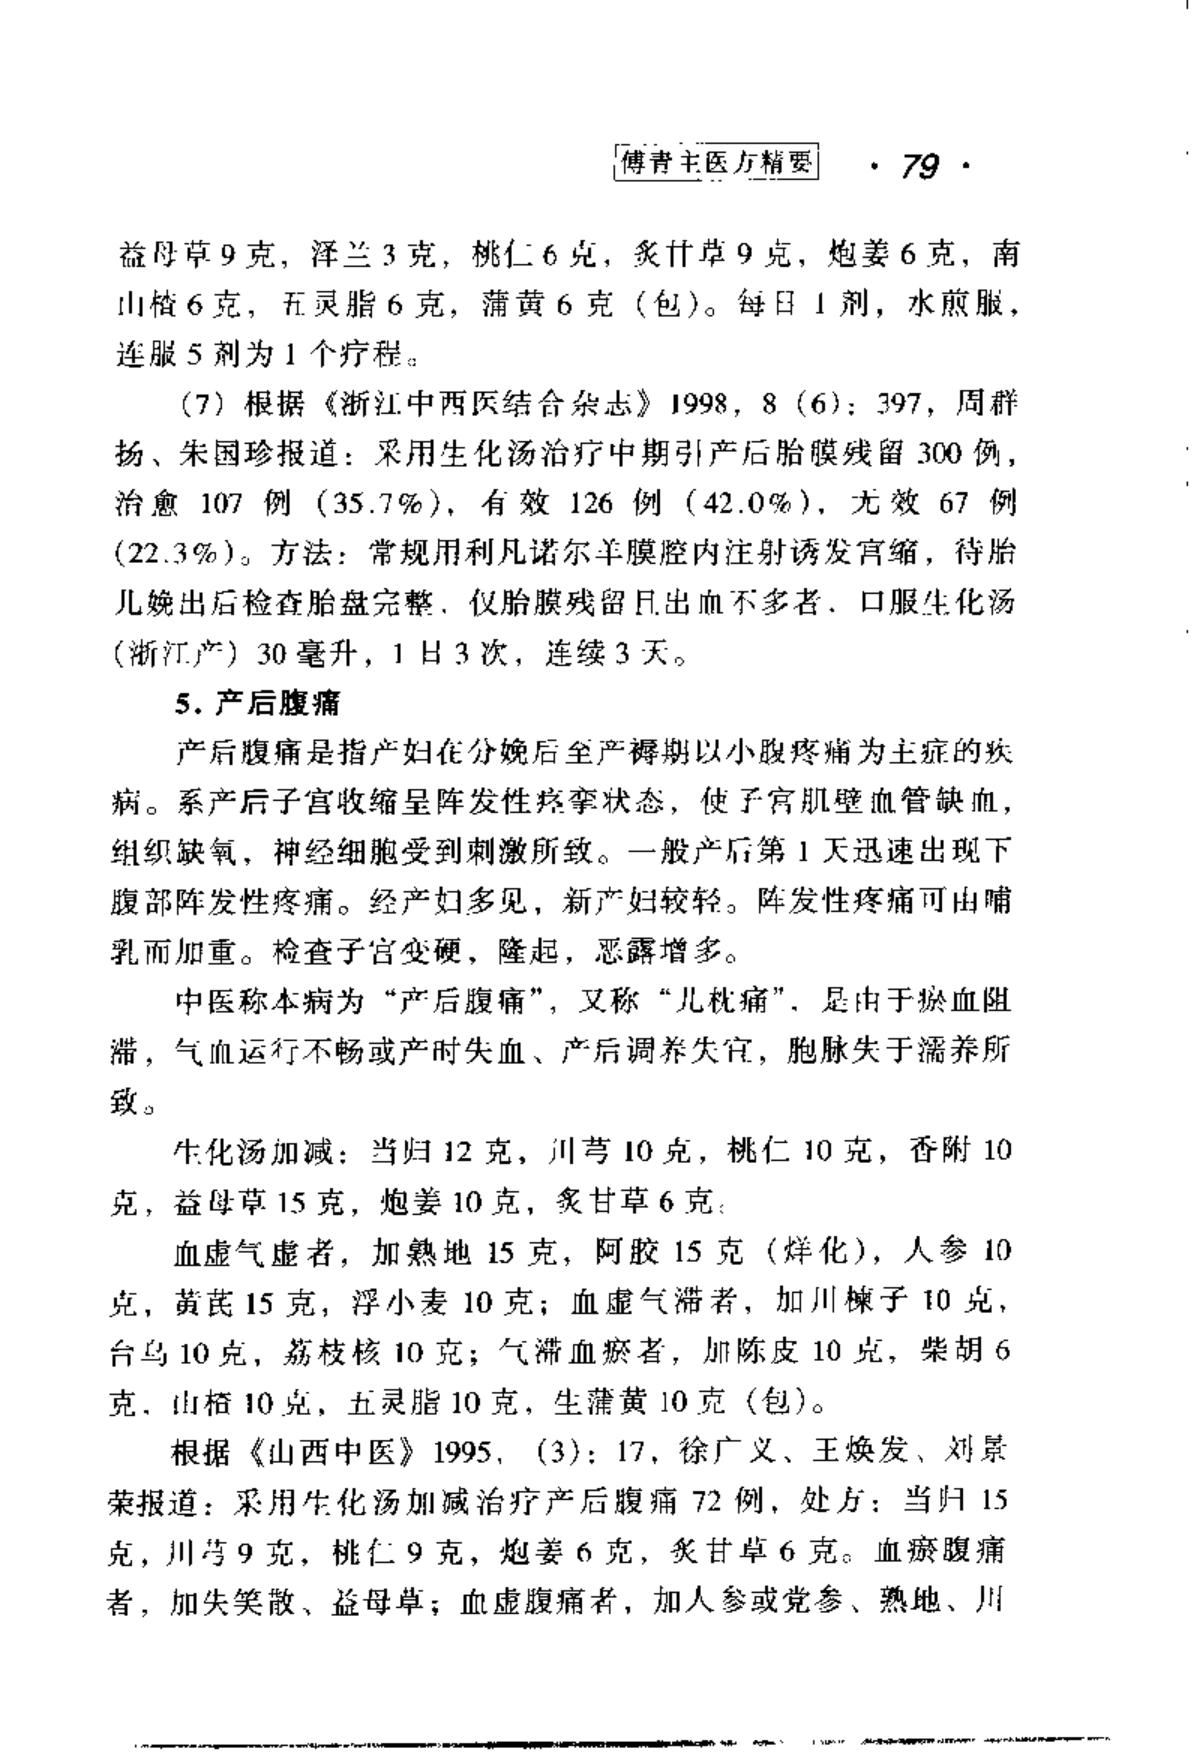 傅青主医方精要 · 79 ·
益母草 9 克，泽兰 3 克，桃仁 6 克，炙甘草 9 克，炮姜 6 克，南
山楂 6 克，五灵脂 6 克，蒲黄 6 克（包）。每日 1 剂，水煎服，
连服 5 剂为 1 个疗程。
（7）根据《浙江中西医结合杂志》1998，8（6）：397，周群
扬、朱国珍报道：采用生化汤治疗中期引产后胎膜残留 300 例，
治愈 107 例（35.7%），有效 126 例（42.0%），无效 67 例
（22.3%）。方法：常规用利凡诺尔羊膜腔内注射诱发宫缩，待胎
儿娩出后检查胎盘完整，仅胎膜残留且出血不多者，口服生化汤
（浙江产）30 毫升，1 日 3 次，连续 3 天。
5. 产后腹痛
产后腹痛是指产妇在分娩后至产褥期以小腹疼痛为主症的疾
病。系产后子宫收缩呈阵发性痉挛状态，使子宫肌壁血管缺血，
组织缺氧，神经细胞受到刺激所致。一般产后第 1 天迅速出现下
腹部阵发性疼痛。经产妇多见，新产妇较轻。阵发性疼痛可由哺
乳而加重。检查子宫变硬，隆起，恶露增多。
中医称本病为“产后腹痛”，又称“儿枕痛”，是由于瘀血阻
滞，气血运行不畅或产时失血、产后调养失宜，胞脉失于濡养所
致。
生化汤加减：当归 12 克，川芎 10 克，桃仁 10 克，香附 10
克，益母草 15 克，炮姜 10 克，炙甘草 6 克。
血虚气虚者，加熟地 15 克，阿胶 15 克（烊化），人参 10
克，黄芪 15 克，浮小麦 10 克；血虚气滞者，加川楝子 10 克，
台乌 10 克，荔枝核 10 克；气滞血瘀者，加陈皮 10 克，柴胡 6
克，山楂 10 克，五灵脂 10 克，生蒲黄 10 克（包）。
根据《山西中医》1995，（3）：17，徐广义、王焕发、刘景
荣报道：采用生化汤加减治疗产后腹痛 72 例，处方：当归 15
克，川芎 9 克，桃仁 9 克，炮姜 6 克，炙甘草 6 克。血瘀腹痛
者，加失笑散、益母草；血虚腹痛者，加人参或党参、熟地、川